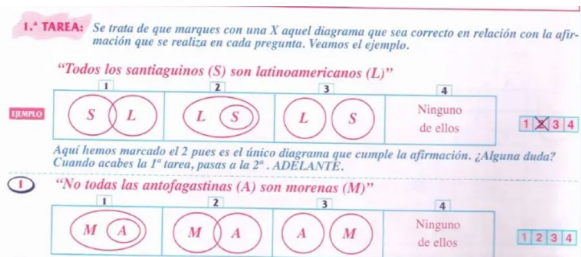 1.ª TAREA: Se trata de que marques con una X aquel diagrama que sea correcto en relación con la afir-
mación que se realiza en cada pregunta. Veamos el ejemplo.
“Todos los santiaguinos (S) son latinoamericanos (L)”
1 2 3 4
EJEMPLO S L L S L S Ninguno
de ellos 1 2 3 4
Aquí hemos marcado el 2 pues es el único diagrama que cumple la afirmación. ¿Alguna duda?
Cuando acabes la 1ª tarea, pasas a la 2ª . ADELANTE.
1 “No todas las antofagastinas (A) son morenas (M)”
1 2 3 4
M A M A A M Ninguno
de ellos 1 2 3 4